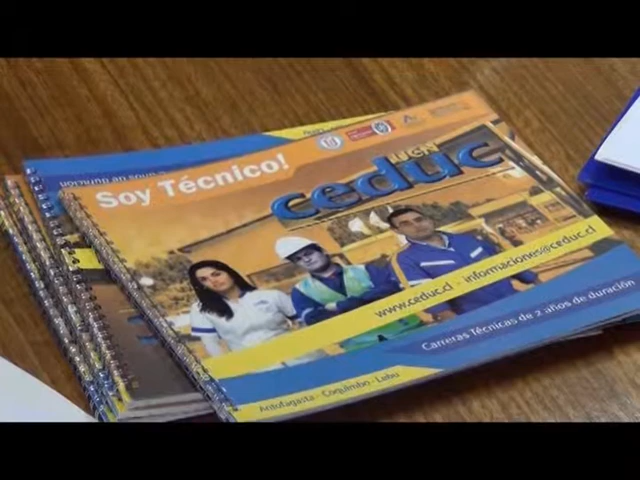 Soy Técnico!
UCN
ceduc
www.ceduc.cl - informaciones@ceduc.cl
Carreras Técnicas de 2 años de duración
Antofagasta - Coquimbo - Lebu